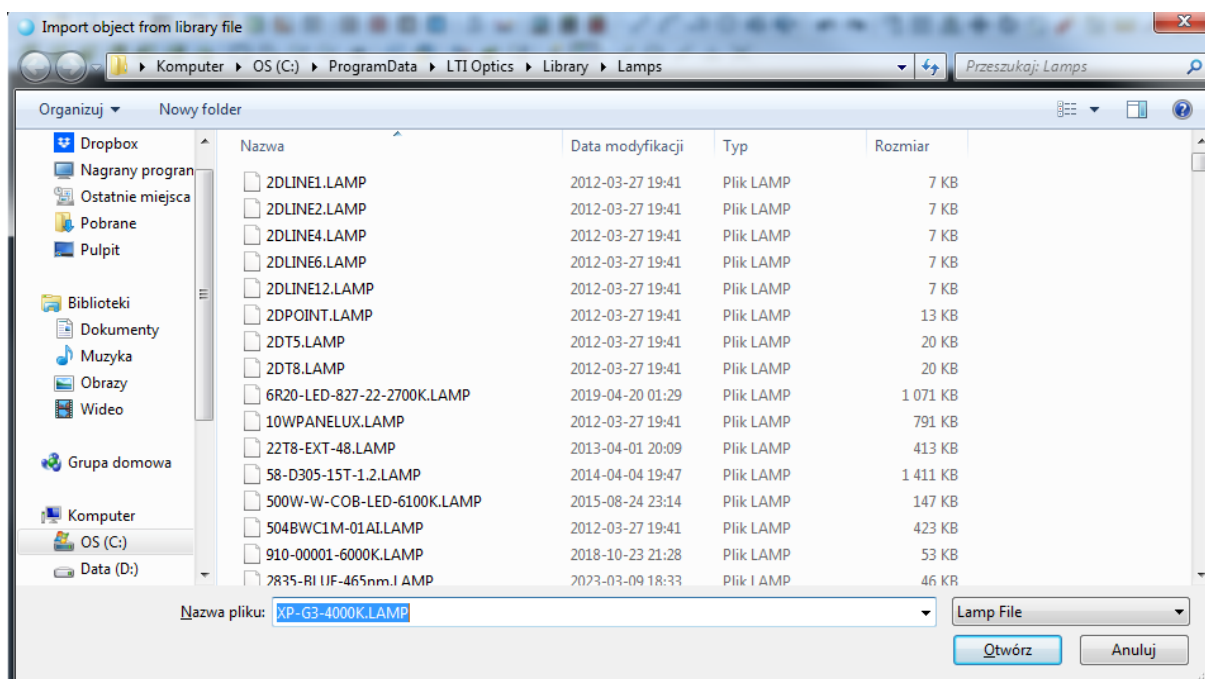 Import object from library file
Komputer OS (C:) ProgramData LTI Optics Library Lamps Przeszukaj: Lamps
Organizuj Nowy folder
Dropbox
Nagrany progran
Ostatnie miejsca
Pobrane
Pulpit
Biblioteki
Dokumenty
Muzyka
Obrazy
Wideo
Grupa domowa
Komputer
OS (C:)
Data (D:)
Nazwa Data modyfikacji Typ Rozmiar
2DLINE1.LAMP 2012-03-27 19:41 Plik LAMP 7 KB
2DLINE2.LAMP 2012-03-27 19:41 Plik LAMP 7 KB
2DLINE4.LAMP 2012-03-27 19:41 Plik LAMP 7 KB
2DLINE6.LAMP 2012-03-27 19:41 Plik LAMP 7 KB
2DLINE12.LAMP 2012-03-27 19:41 Plik LAMP 7 KB
2DPOINT.LAMP 2012-03-27 19:41 Plik LAMP 13 KB
2DT5.LAMP 2012-03-27 19:41 Plik LAMP 20 KB
2DT8.LAMP 2012-03-27 19:41 Plik LAMP 20 KB
6R20-LED-827-22-2700K.LAMP 2019-04-20 01:29 Plik LAMP 1 071 KB
10WPANELUX.LAMP 2012-03-27 19:41 Plik LAMP 791 KB
22T8-EXT-48.LAMP 2013-04-01 20:09 Plik LAMP 413 KB
58-D305-15T-1.2.LAMP 2014-04-04 19:47 Plik LAMP 1 411 KB
500W-W-COB-LED-6100K.LAMP 2015-08-24 23:14 Plik LAMP 147 KB
504BWC1M-01AI.LAMP 2012-03-27 19:41 Plik LAMP 423 KB
910-00001-6000K.LAMP 2018-10-23 21:28 Plik LAMP 53 KB
2835-BLUE-465nm.LAMP 2023-03-09 18:33 Plik LAMP 46 KB
Nazwa pliku: XP-G3-4000K.LAMP Lamp File
Otwórz Anuluj